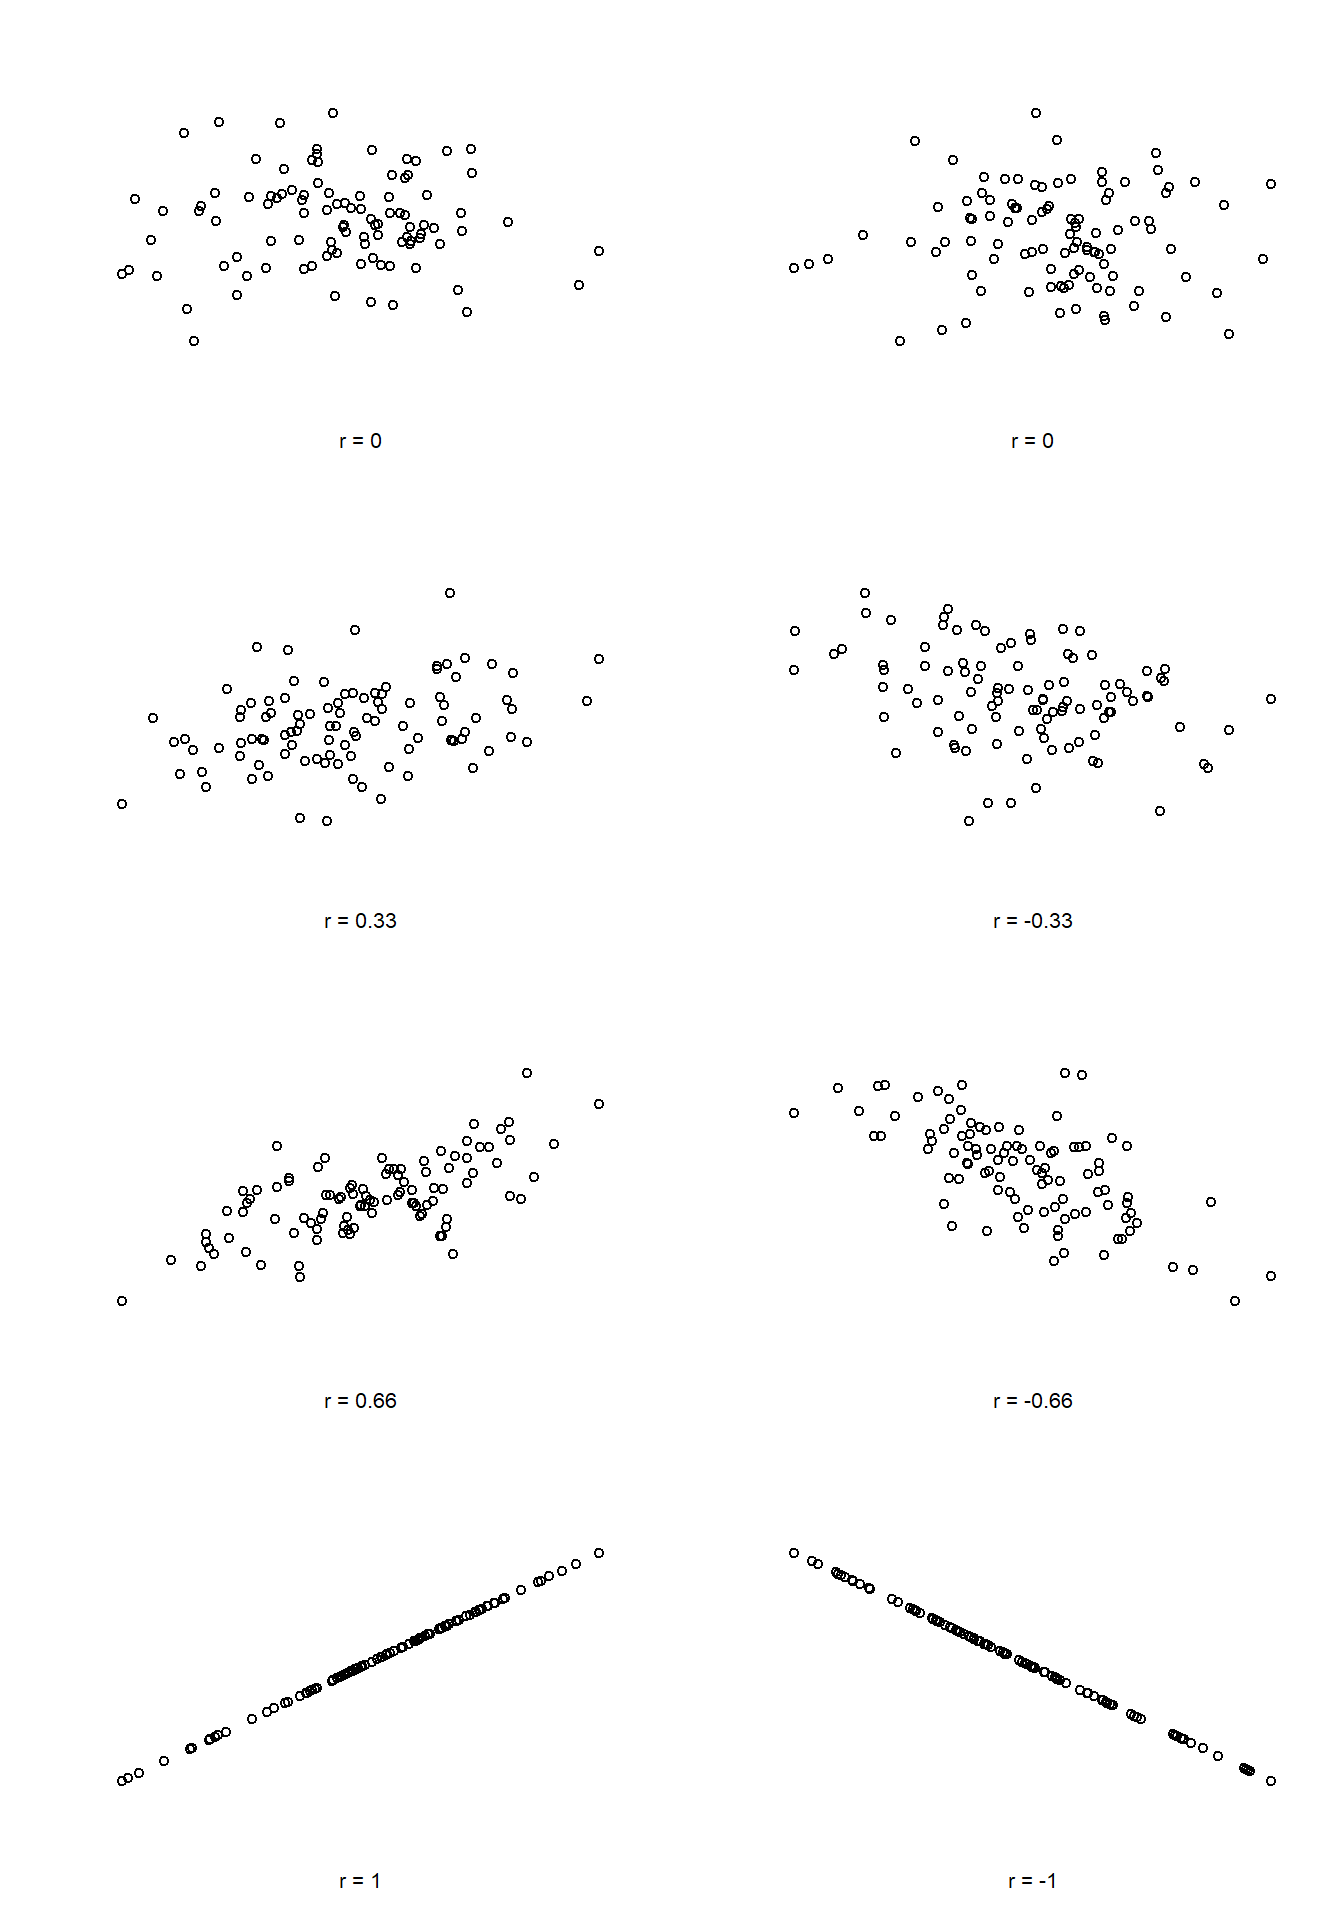 r = 0
r = 0
r = 0.33
r = -0.33
r = 0.66
r = -0.66
r = 1
r = -1